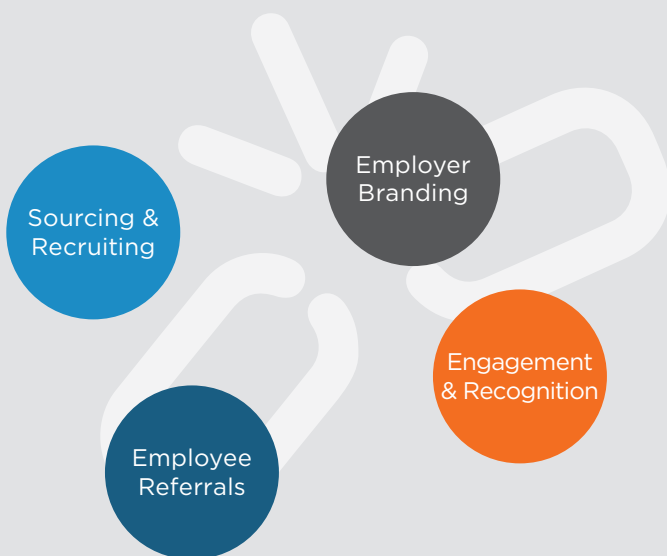 Employer
Branding
Sourcing &
Recruiting
Engagement
& Recognition
Employee
Referrals